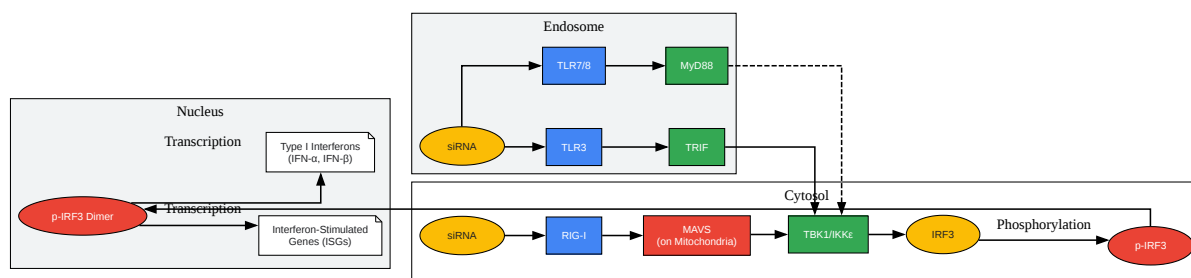 Endosome
TLR7/8
MyD88
siRNA
TLR3
TRIF
Nucleus
Transcription
Type I Interferons
(IFN-α, IFN-β)
p-IRF3 Dimer
Transcription
Interferon-Stimulated
Genes (ISGs)
Cytosol
siRNA
RIG-I
MAVS
(on Mitochondria)
TBK1/IKKε
IRF3
Phosphorylation
p-IRF3